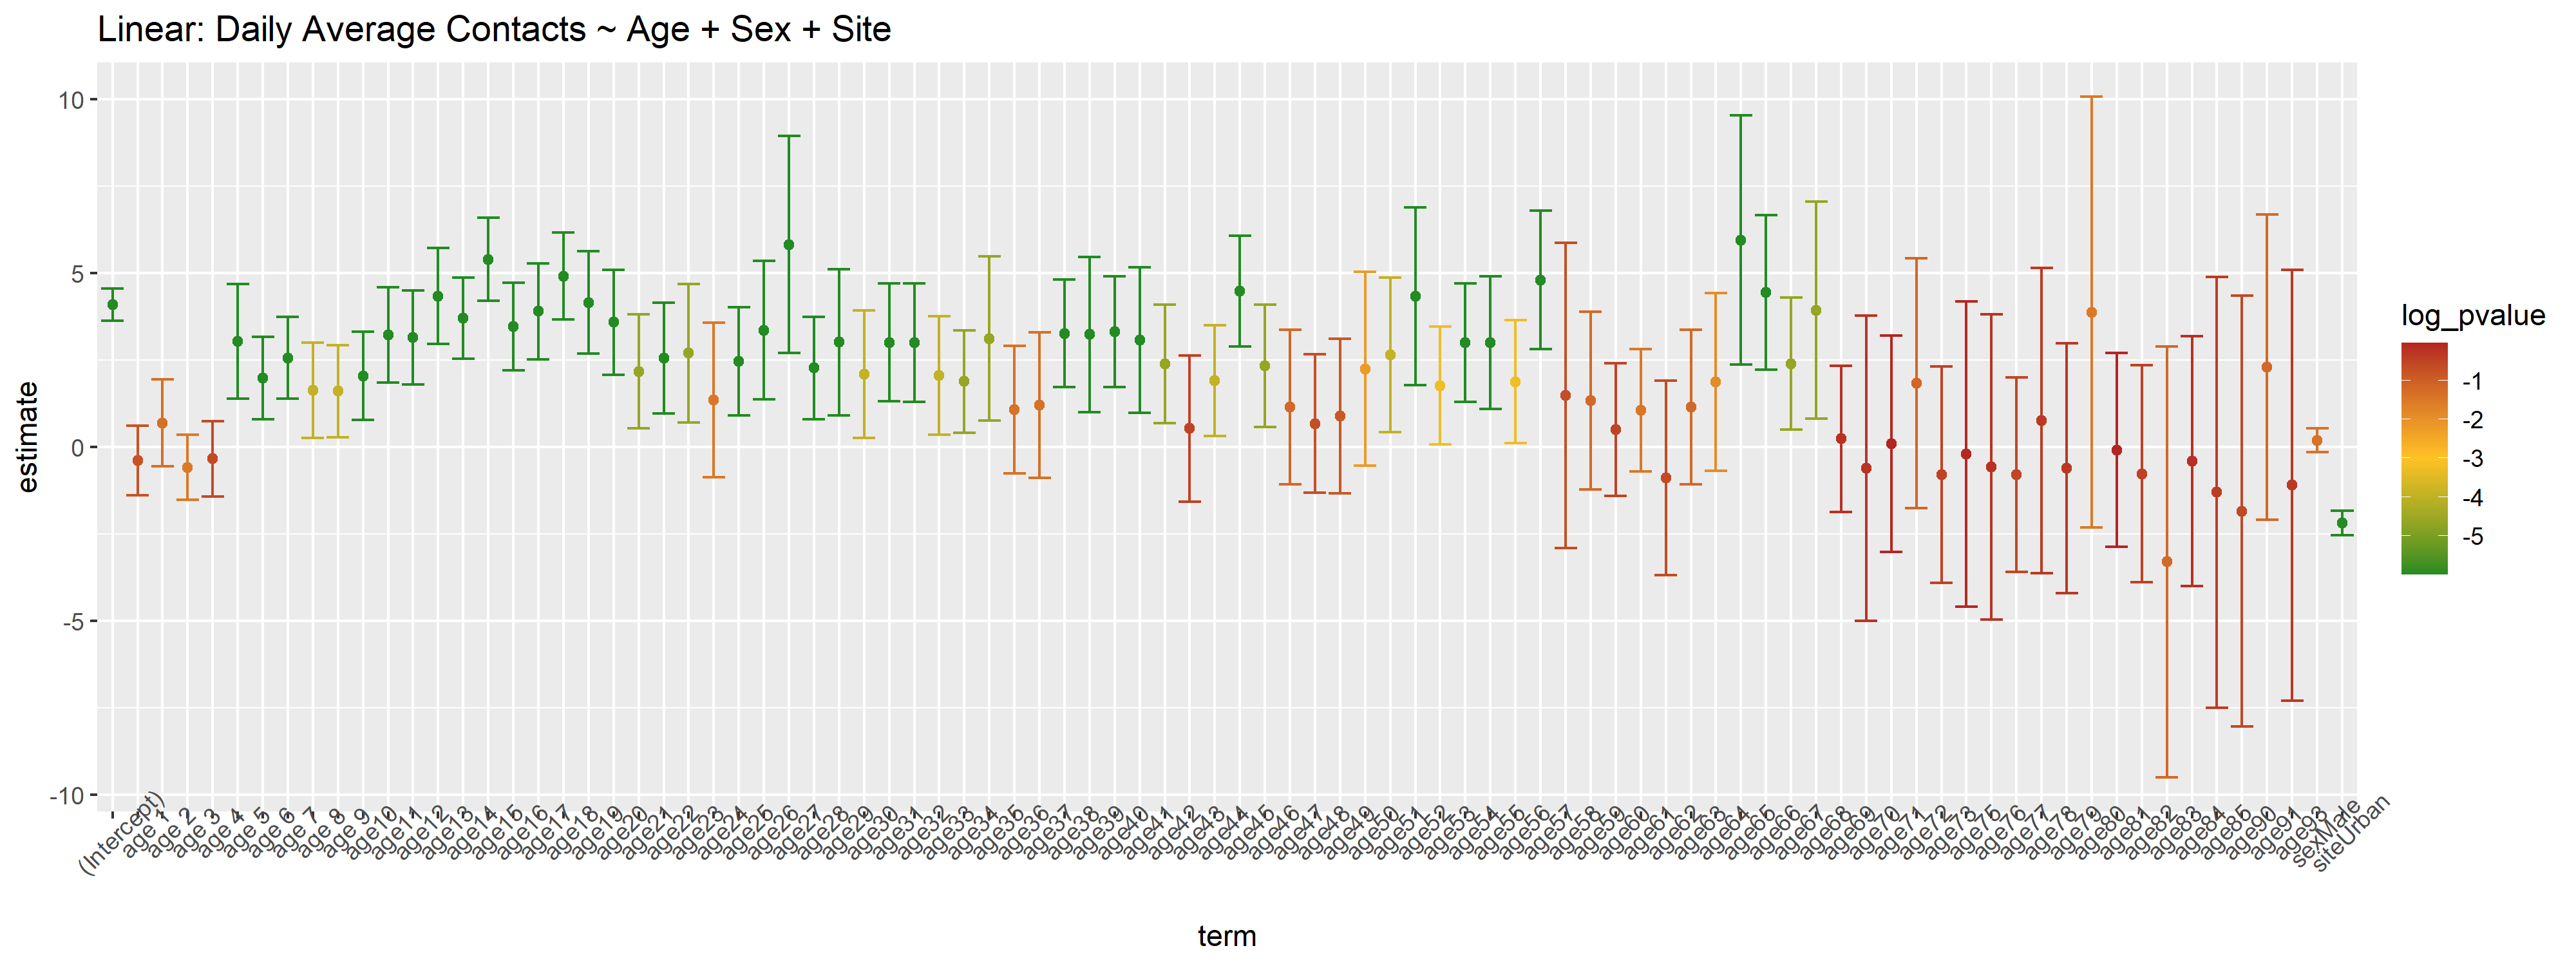 Linear: Daily Average Contacts ~ Age + Sex + Site
estimate
10
5
0
-5
-10
(Intercept)
age 1
age 2
age 3
age 4
age 5
age 6
age 7
age 8
age 9
age10
age11
age12
age13
age14
age15
age16
age17
age18
age19
age20
age21
age22
age23
age24
age25
age26
age27
age28
age29
age30
age31
age32
age33
age34
age35
age36
age37
age38
age39
age40
age41
age42
age43
age44
age45
age46
age47
age48
age49
age50
age51
age52
age53
age54
age55
age56
age57
age58
age59
age60
age61
age62
age63
age64
age65
age66
age67
age68
age69
age70
age71
age72
age73
age75
age76
age77
age78
age79
age80
age81
age82
age83
age84
age85
age90
age91
age93
sexMale
siteUrban
term
log_pvalue
-1
-2
-3
-4
-5